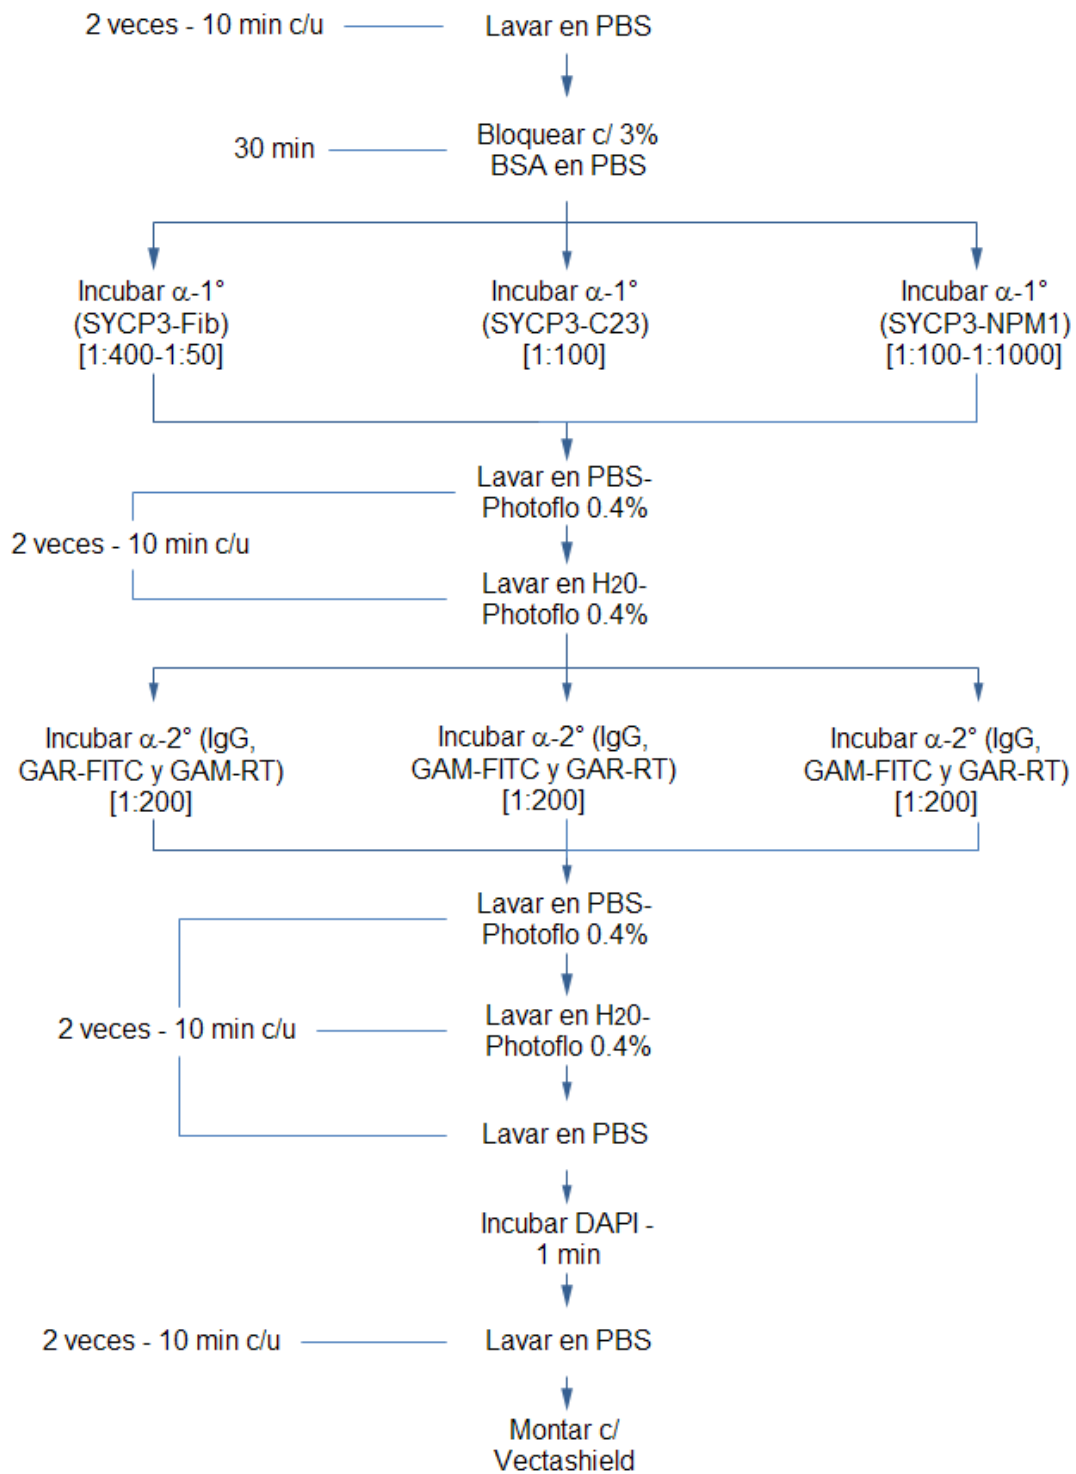 2 veces - 10 min c/u
Lavar en PBS
30 min
Bloquear c/ 3%
BSA en PBS
Incubar α-1°
(SYCP3-Fib)
[1:400-1:50]
Incubar α-1°
(SYCP3-C23)
[1:100]
Incubar α-1°
(SYCP3-NPM1)
[1:100-1:1000]
Lavar en PBS-
Photoflo 0.4%
2 veces - 10 min c/u
Lavar en H20-
Photoflo 0.4%
Incubar α-2° (IgG,
GAR-FITC y GAM-RT)
[1:200]
Incubar α-2° (IgG,
GAM-FITC y GAR-RT)
[1:200]
Incubar α-2° (IgG,
GAM-FITC y GAR-RT)
[1:200]
Lavar en PBS-
Photoflo 0.4%
2 veces - 10 min c/u
Lavar en H20-
Photoflo 0.4%
Lavar en PBS
Incubar DAPI -
1 min
2 veces - 10 min c/u
Lavar en PBS
Montar c/
Vectashield